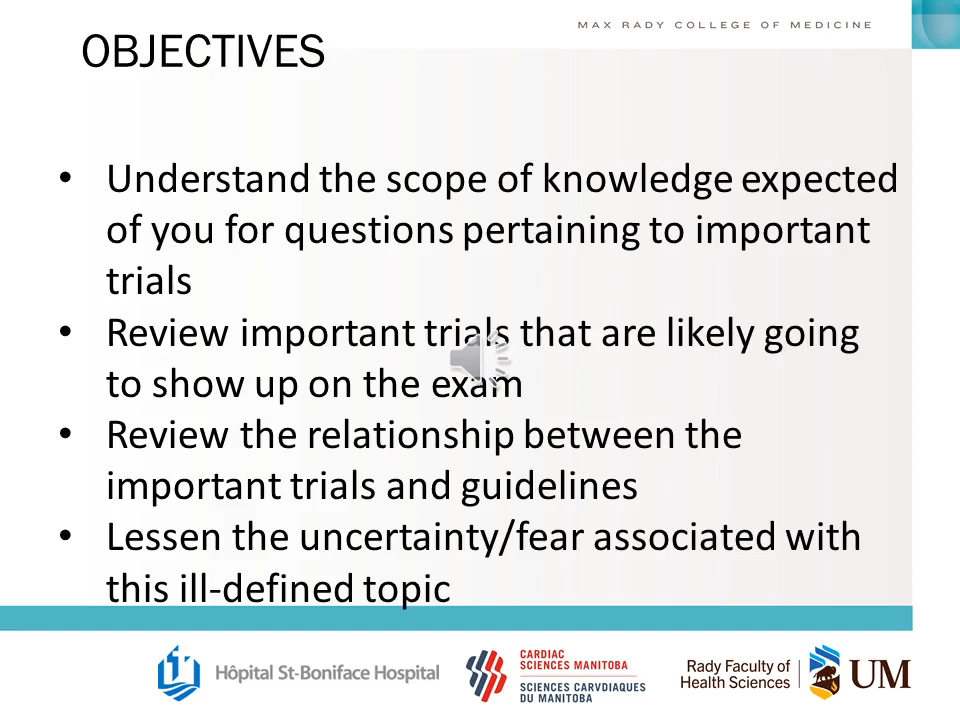 MAX RADY COLLEGE OF MEDICINE
OBJECTIVES
• Understand the scope of knowledge expected
of you for questions pertaining to important
trials
• Review important trials that are likely going
to show up on the exam
• Review the relationship between the
important trials and guidelines
• Lessen the uncertainty/fear associated with
this ill-defined topic
Hôpital St-Boniface Hospital
CARDIAC
SCIENCES MANITOBA
SCIENCES CARVDIAQUES
DU MANITOBA
Rady Faculty of
Health Sciences
UM